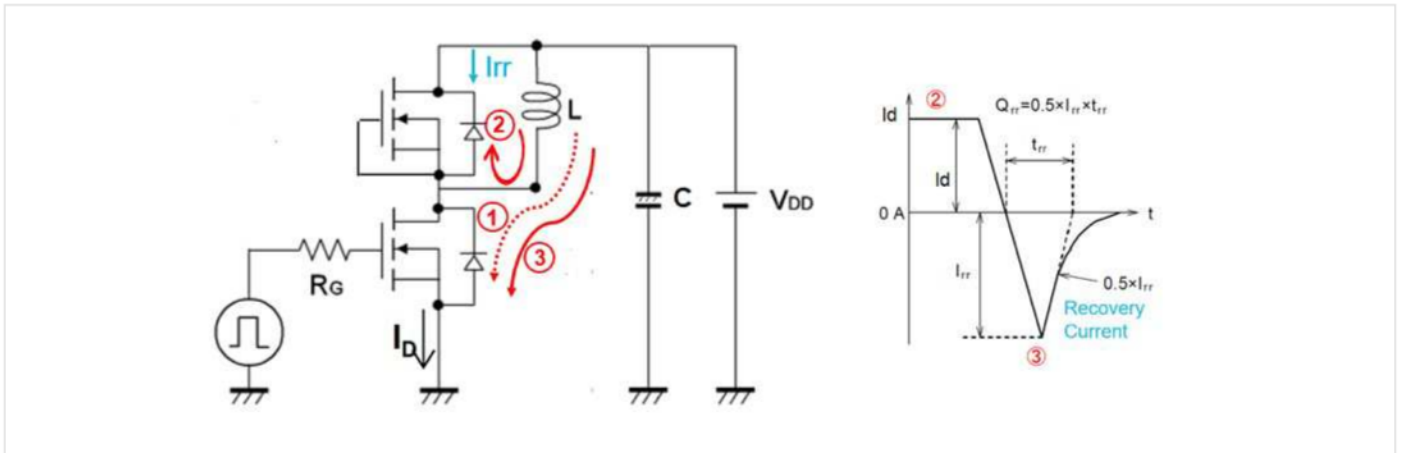 Irr
②
L
①
③
C
VDD
RG
ID
②
Qrr=0.5×Irr×trr
Id
trr
Id
0 A
t
Irr
0.5×Irr
Recovery
Current
③